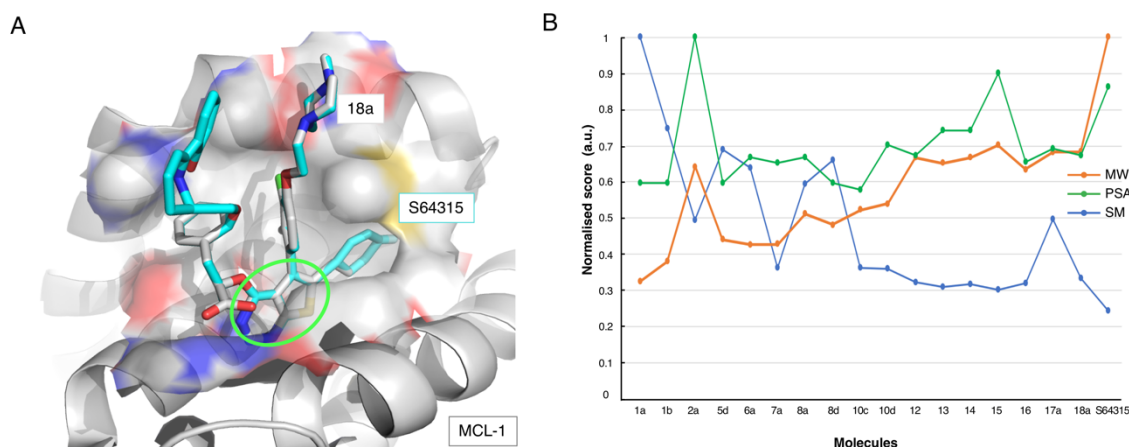 A
18a
S64315
MCL-1
B
Normalised score (a.u.)
1
0.9
0.8
0.7
0.6
0.5
0.4
0.3
0.2
0.1
0
MW
PSA
SM
1a 1b 2a 5d 6a 7a 8a 8d 10c 10d 12 13 14 15 16 17a 18a S64315
Molecules